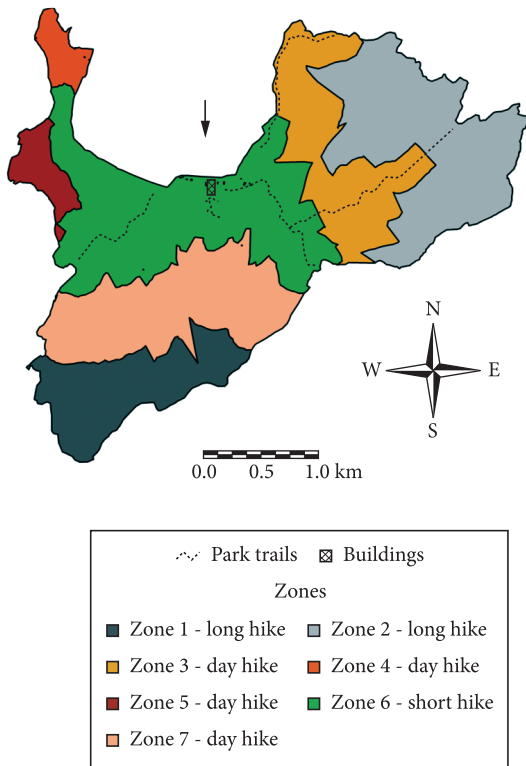 N
W E
S
0.0 0.5 1.0 km
Park trails Buildings
Zones
Zone 1 - long hike Zone 2 - long hike
Zone 3 - day hike Zone 4 - day hike
Zone 5 - day hike Zone 6 - short hike
Zone 7 - day hike